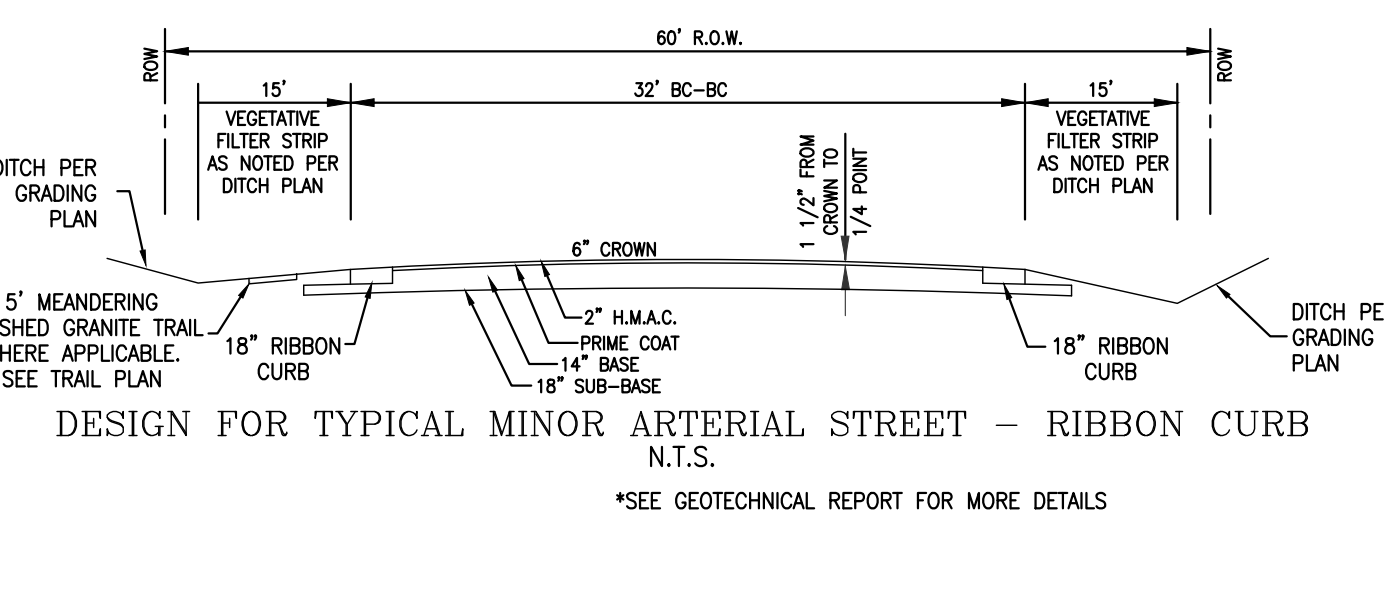 60' R.O.W.
ROW
ROW
15'
32' BC-BC
15'
VEGETATIVE
FILTER STRIP
AS NOTED PER
DITCH PLAN
VEGETATIVE
FILTER STRIP
AS NOTED PER
DITCH PLAN
1 1/2" FROM
CROWN TO
1/4 POINT
DITCH PER
GRADING
PLAN
6" CROWN
5' MEANDERING
SHED GRANITE TRAIL
HERE APPLICABLE.
SEE TRAIL PLAN
18" RIBBON
CURB
2" H.M.A.C.
PRIME COAT
14" BASE
18" SUB-BASE
18" RIBBON
CURB
DITCH PE
GRADING
PLAN
DESIGN FOR TYPICAL MINOR ARTERIAL STREET - RIBBON CURB
N.T.S.
*SEE GEOTECHNICAL REPORT FOR MORE DETAILS